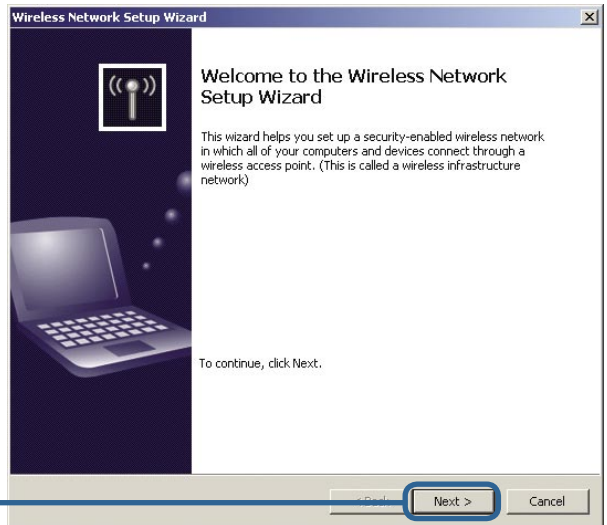 Wireless Network Setup Wizard
Welcome to the Wireless Network
Setup Wizard
This wizard helps you set up a security-enabled wireless network
in which all of your computers and devices connect through a
wireless access point. (This is called a wireless infrastructure
network)
To continue, click Next.
< Back
Next >
Cancel